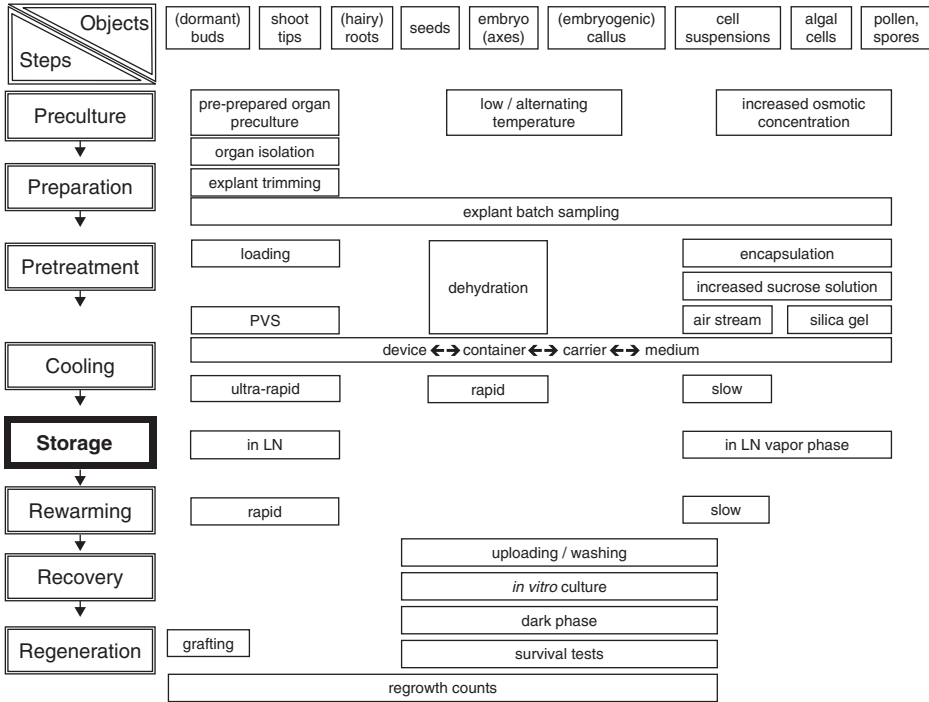 Objects
Steps
(dormant)
buds
shoot
tips
(hairy)
roots
seeds
embryo
(axes)
(embryogenic)
callus
cell
suspensions
algal
cells
pollen,
spores
Preculture
pre-prepared organ
preculture
low / alternating
temperature
increased osmotic
concentration
organ isolation
Preparation
explant trimming
explant batch sampling
Pretreatment
loading
dehydration
encapsulation
increased sucrose solution
PVS
air stream
silica gel
device ↔ container ↔ carrier ↔ medium
Cooling
ultra-rapid
rapid
slow
Storage
in LN
in LN vapor phase
Rewarming
rapid
slow
uploading / washing
Recovery
in vitro culture
dark phase
Regeneration
grafting
survival tests
regrowth counts